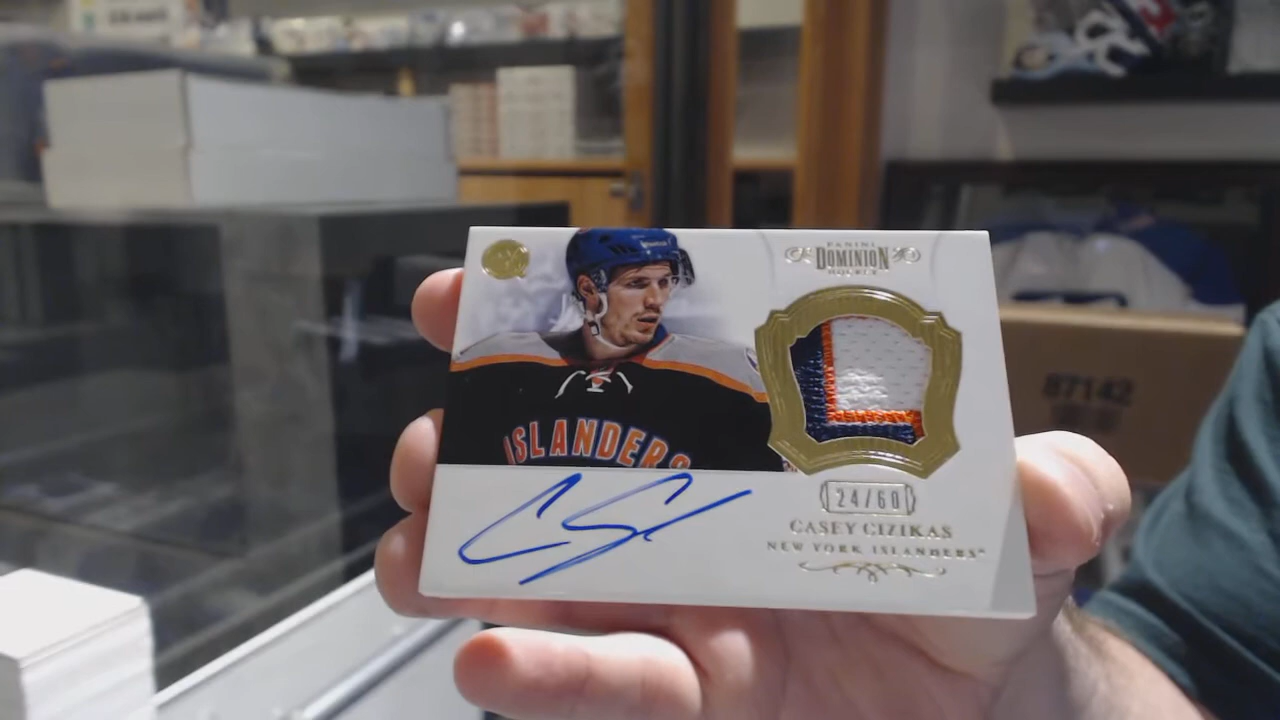 PANINI
DOMINION
HOCKEY
ISLANDERS
24/60
CASEY CIZIKAS
NEW YORK ISLANDERS®
87142